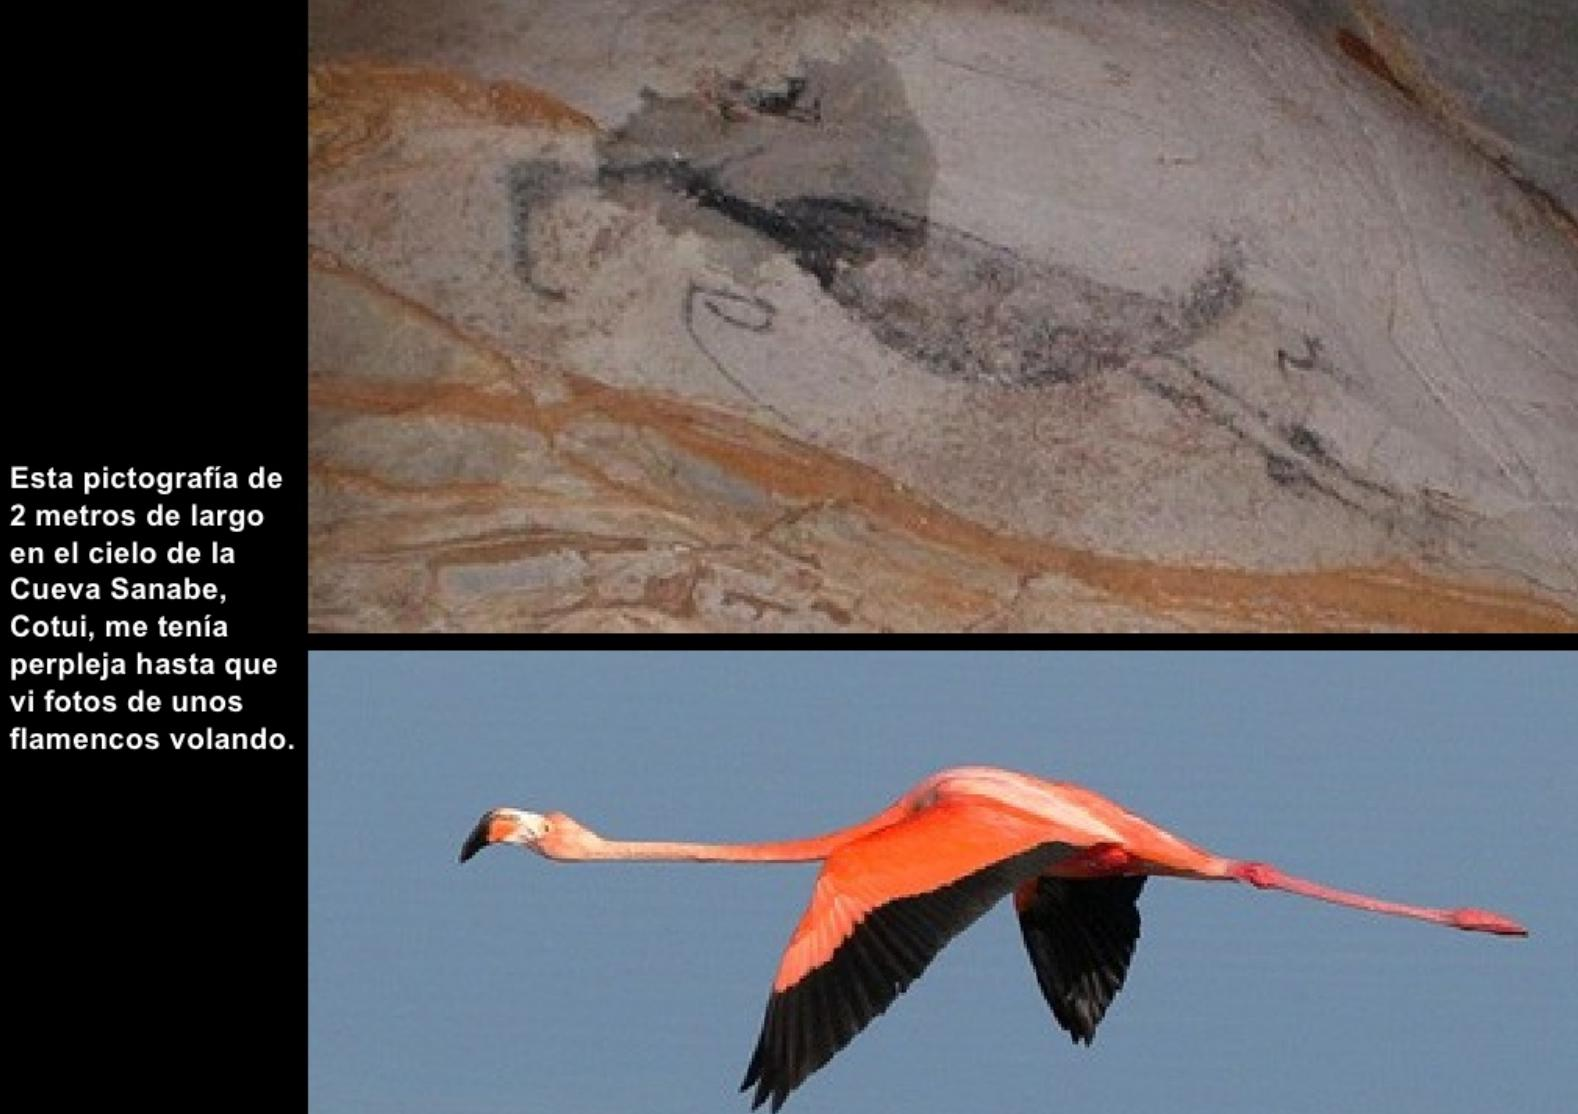 Esta pictografía de
2 metros de largo
en el cielo de la
Cueva Sanabe,
Cotui, me tenía
perpleja hasta que
vi fotos de unos
flamencos volando.